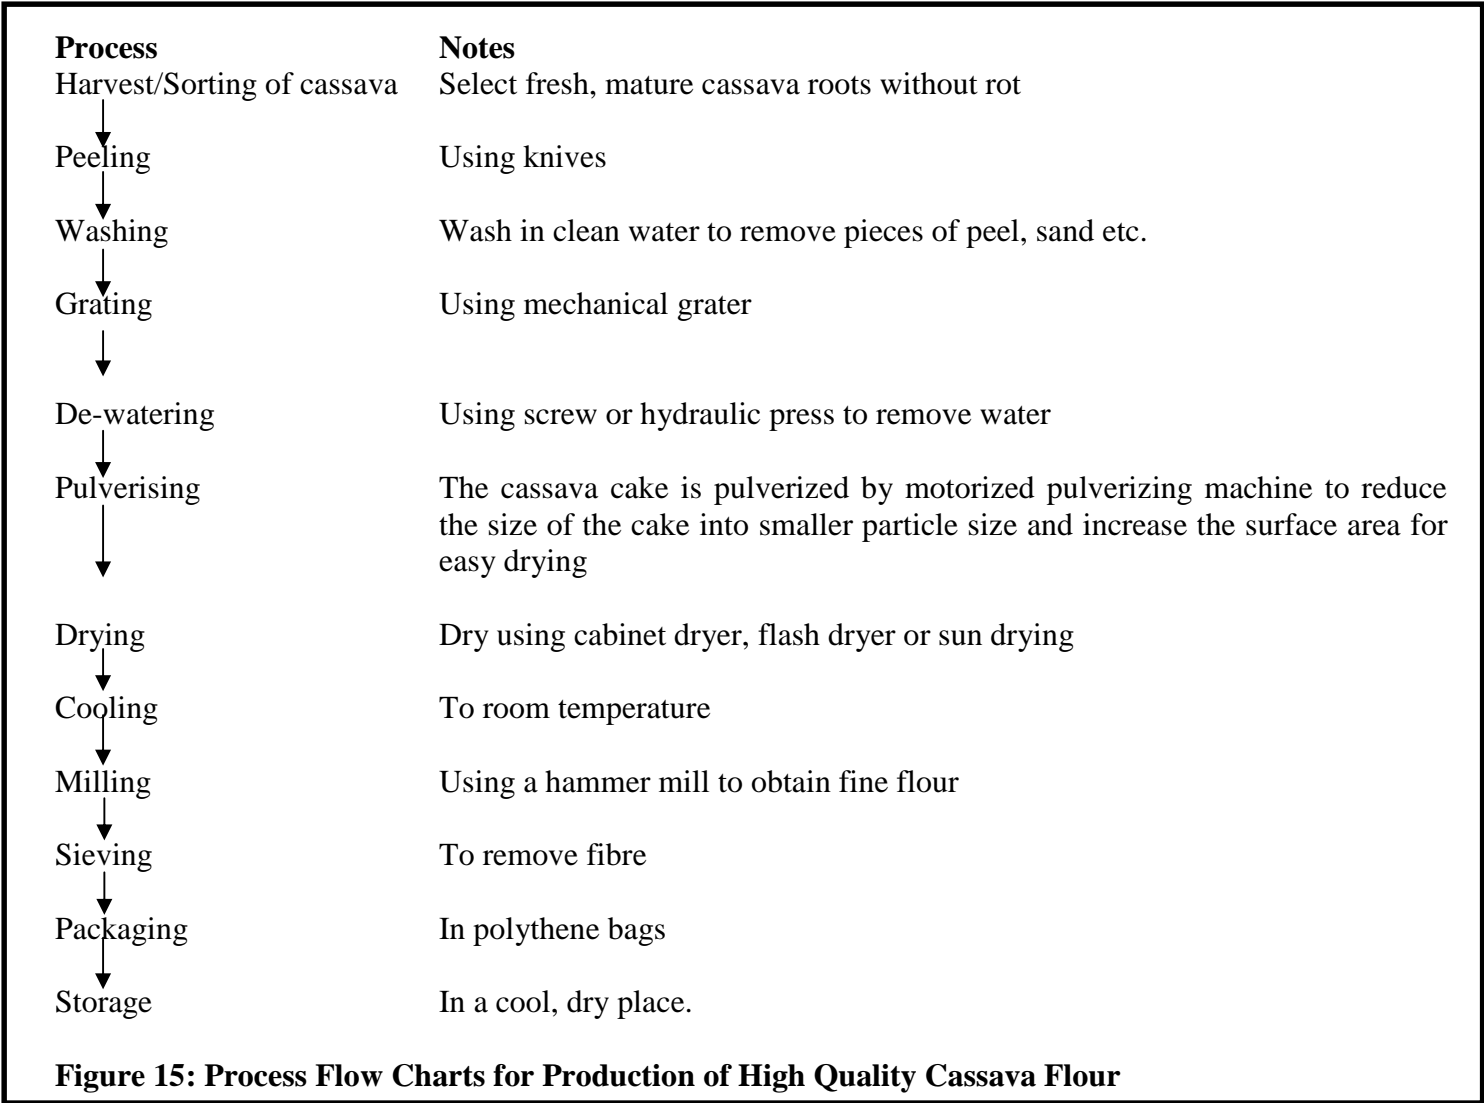 Process Notes
Harvest/Sorting of cassava Select fresh, mature cassava roots without rot
Peeling Using knives
Washing Wash in clean water to remove pieces of peel, sand etc.
Grating Using mechanical grater
De-watering Using screw or hydraulic press to remove water
Pulverising The cassava cake is pulverized by motorized pulverizing machine to reduce
the size of the cake into smaller particle size and increase the surface area for
easy drying
Drying Dry using cabinet dryer, flash dryer or sun drying
Cooling To room temperature
Milling Using a hammer mill to obtain fine flour
Sieving To remove fibre
Packaging In polythene bags
Storage In a cool, dry place.
Figure 15: Process Flow Charts for Production of High Quality Cassava Flour